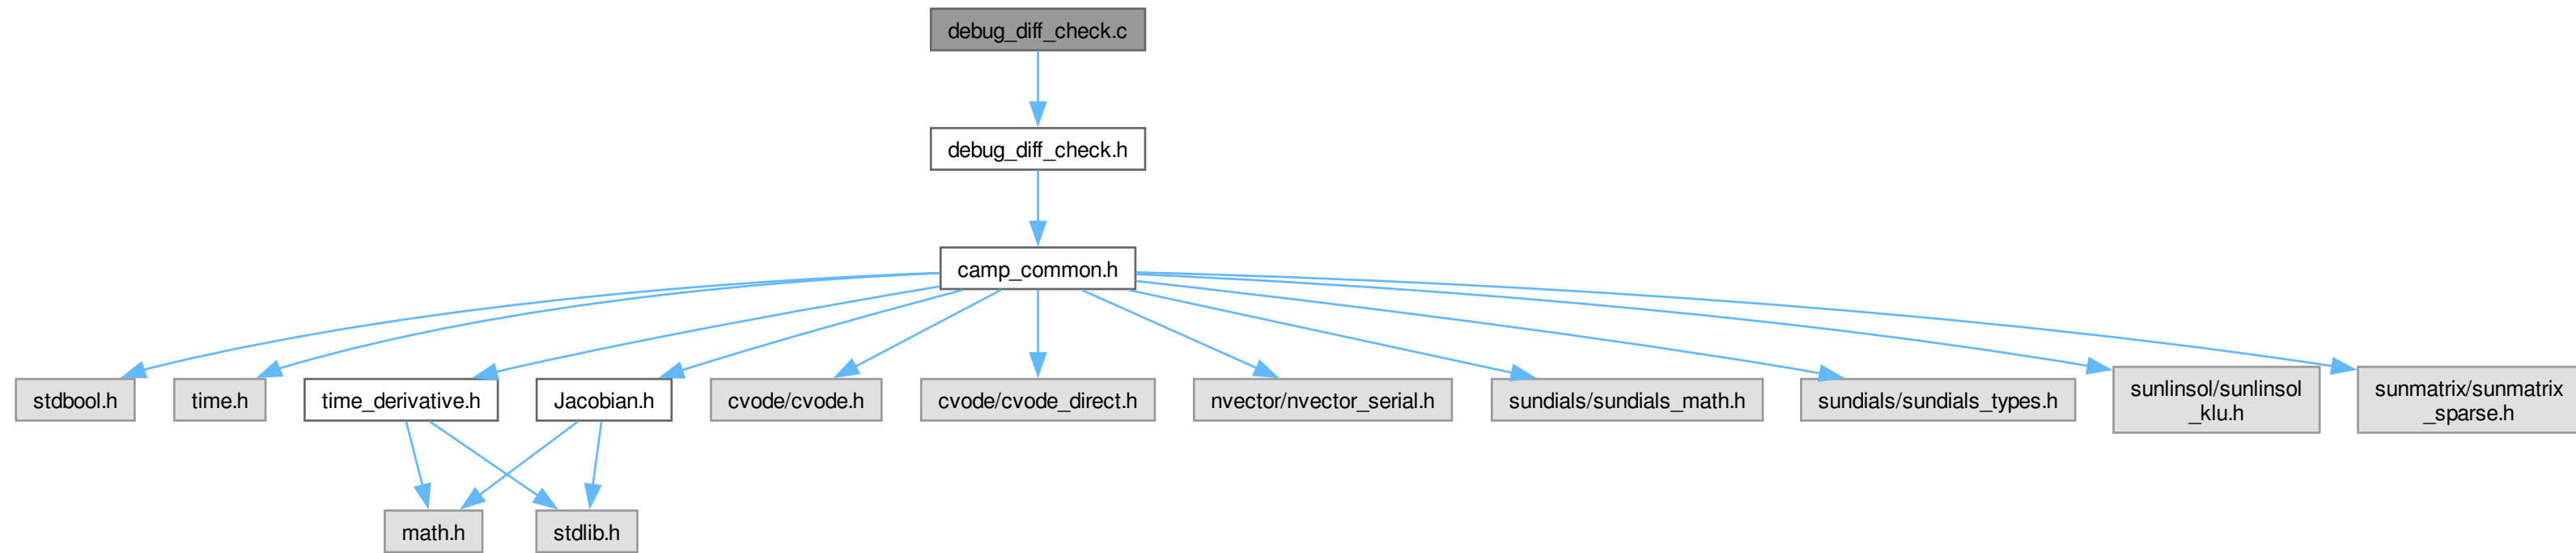 debug_diff_check.c
debug_diff_check.h
camp_common.h
stdbool.h
time.h
time_derivative.h
Jacobian.h
cvode/cvode.h
cvode/cvode_direct.h
nvector/nvector_serial.h
sundials/sundials_math.h
sundials/sundials_types.h
sunlinsol/sunlinsol
_klu.h
sunmatrix/sunmatrix
_sparse.h
math.h
stdlib.h